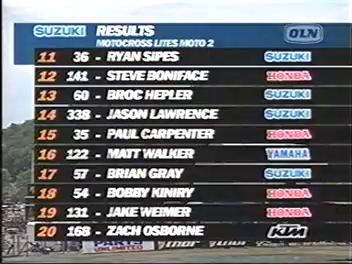 SUZUKI RESULTS OLN
MOTOCROSS LITES MOTO 2
11 36 - RYAN SIPES SUZUKI
12 141 - STEVE BONIFACE HONDA
13 60 - BROC HEPLER SUZUKI
14 338 - JASON LAWRENCE SUZUKI
15 35 - PAUL CARPENTER HONDA
16 122 - MATT WALKER YAMAHA
17 57 - BRIAN GRAY SUZUKI
18 54 - BOBBY KINIRY HONDA
19 131 - JAKE WEIMER HONDA
20 168 - ZACH OSBORNE KTM
PARTS
UNLIMITED